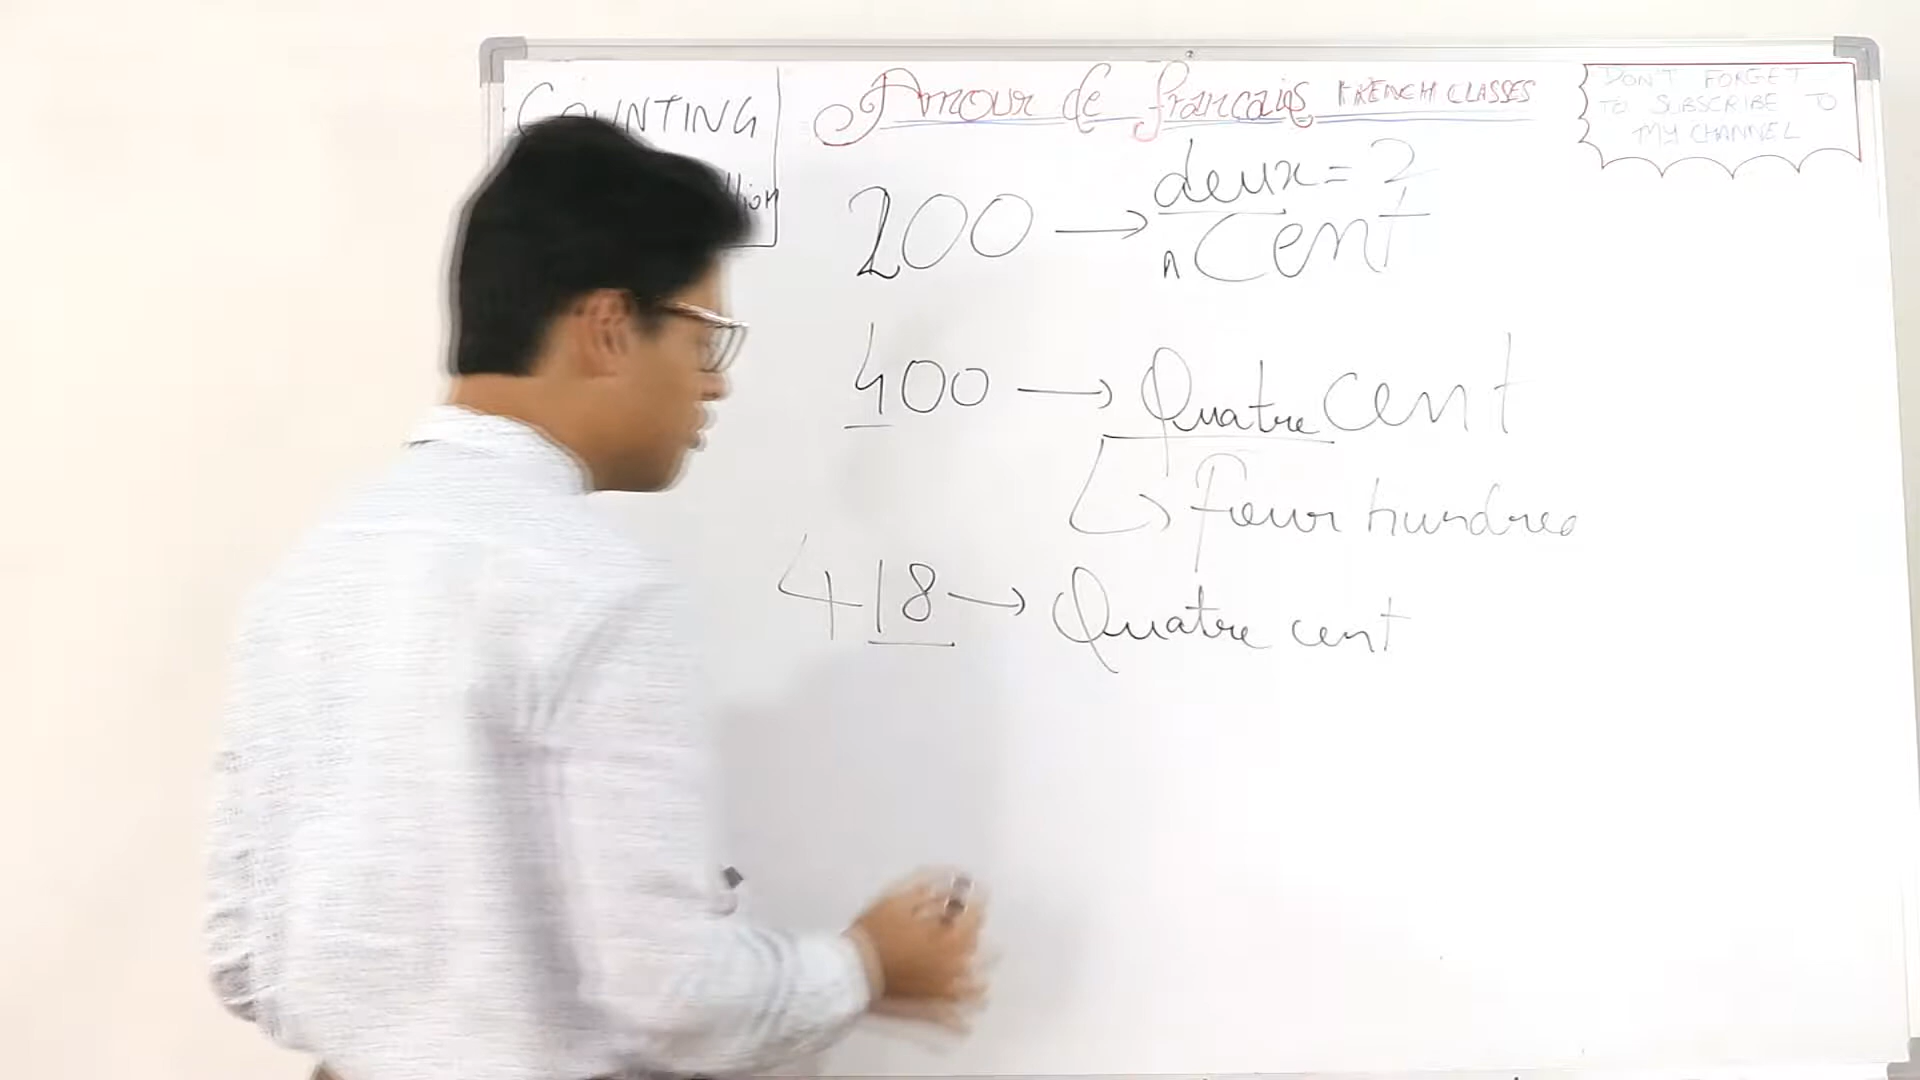 COUNTING
Amour de français FRENCH CLASSES
DON'T FORGET
TO SUBSCRIBE TO
MY CHANNEL
200 → deux = 2
Cent
400 → Quatre cent
↳ Four hundred
418 → Quatre cent